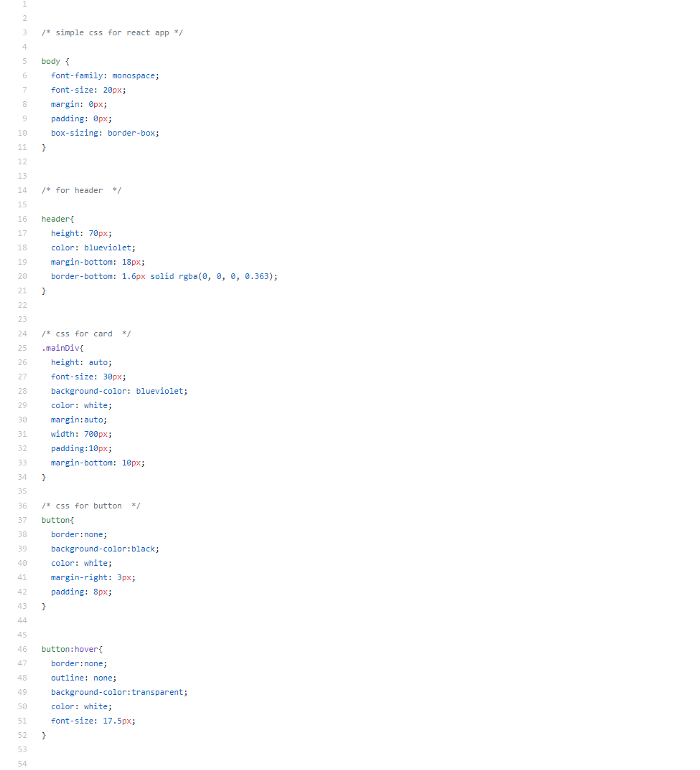 1
2
3 /* simple css for react app */
4
5 body {
6 font-family: monospace;
7 font-size: 20px;
8 margin: 0px;
9 padding: 0px;
10 box-sizing: border-box;
11 }
12
13
14 /* for header  */
15
16 header{
17 height: 70px;
18 color: blueviolet;
19 margin-bottom: 18px;
20 border-bottom: 1.6px solid rgba(0, 0, 0, 0.363);
21 }
22
23
24 /* css for card  */
25 .mainDiv{
26 height: auto;
27 font-size: 30px;
28 background-color: blueviolet;
29 color: white;
30 margin:auto;
31 width: 700px;
32 padding:10px;
33 margin-bottom: 10px;
34 }
35
36 /* css for button  */
37 button{
38 border:none;
39 background-color:black;
40 color: white;
41 margin-right: 3px;
42 padding: 8px;
43 }
44
45
46 button:hover{
47 border:none;
48 outline: none;
49 background-color:transparent;
50 color: white;
51 font-size: 17.5px;
52 }
53
54